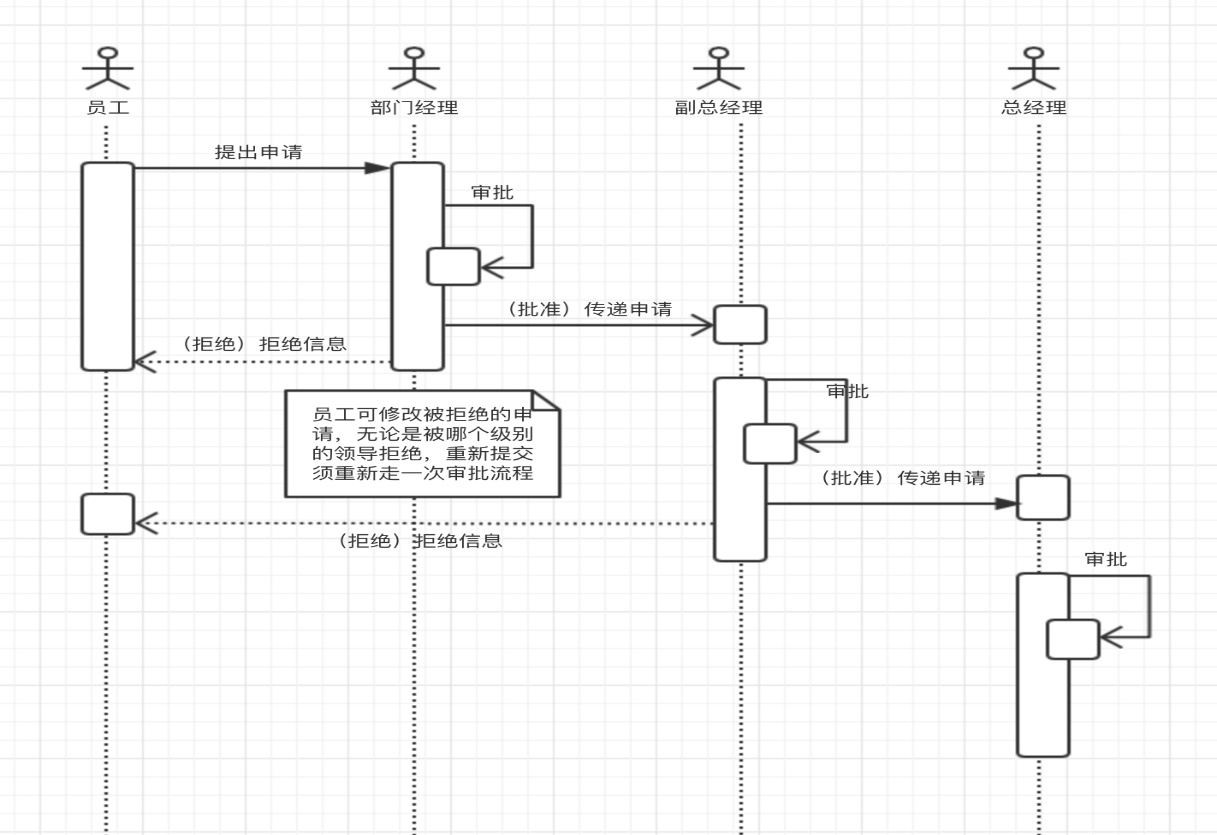 员工
部门经理
副总经理
总经理
提出申请
审批
（批准）传递申请
（拒绝）拒绝信息
审批
员工可修改被拒绝的申
请，无论是被哪个级别
的领导拒绝，重新提交
须重新走一次审批流程
（批准）传递申请
（拒绝）拒绝信息
审批